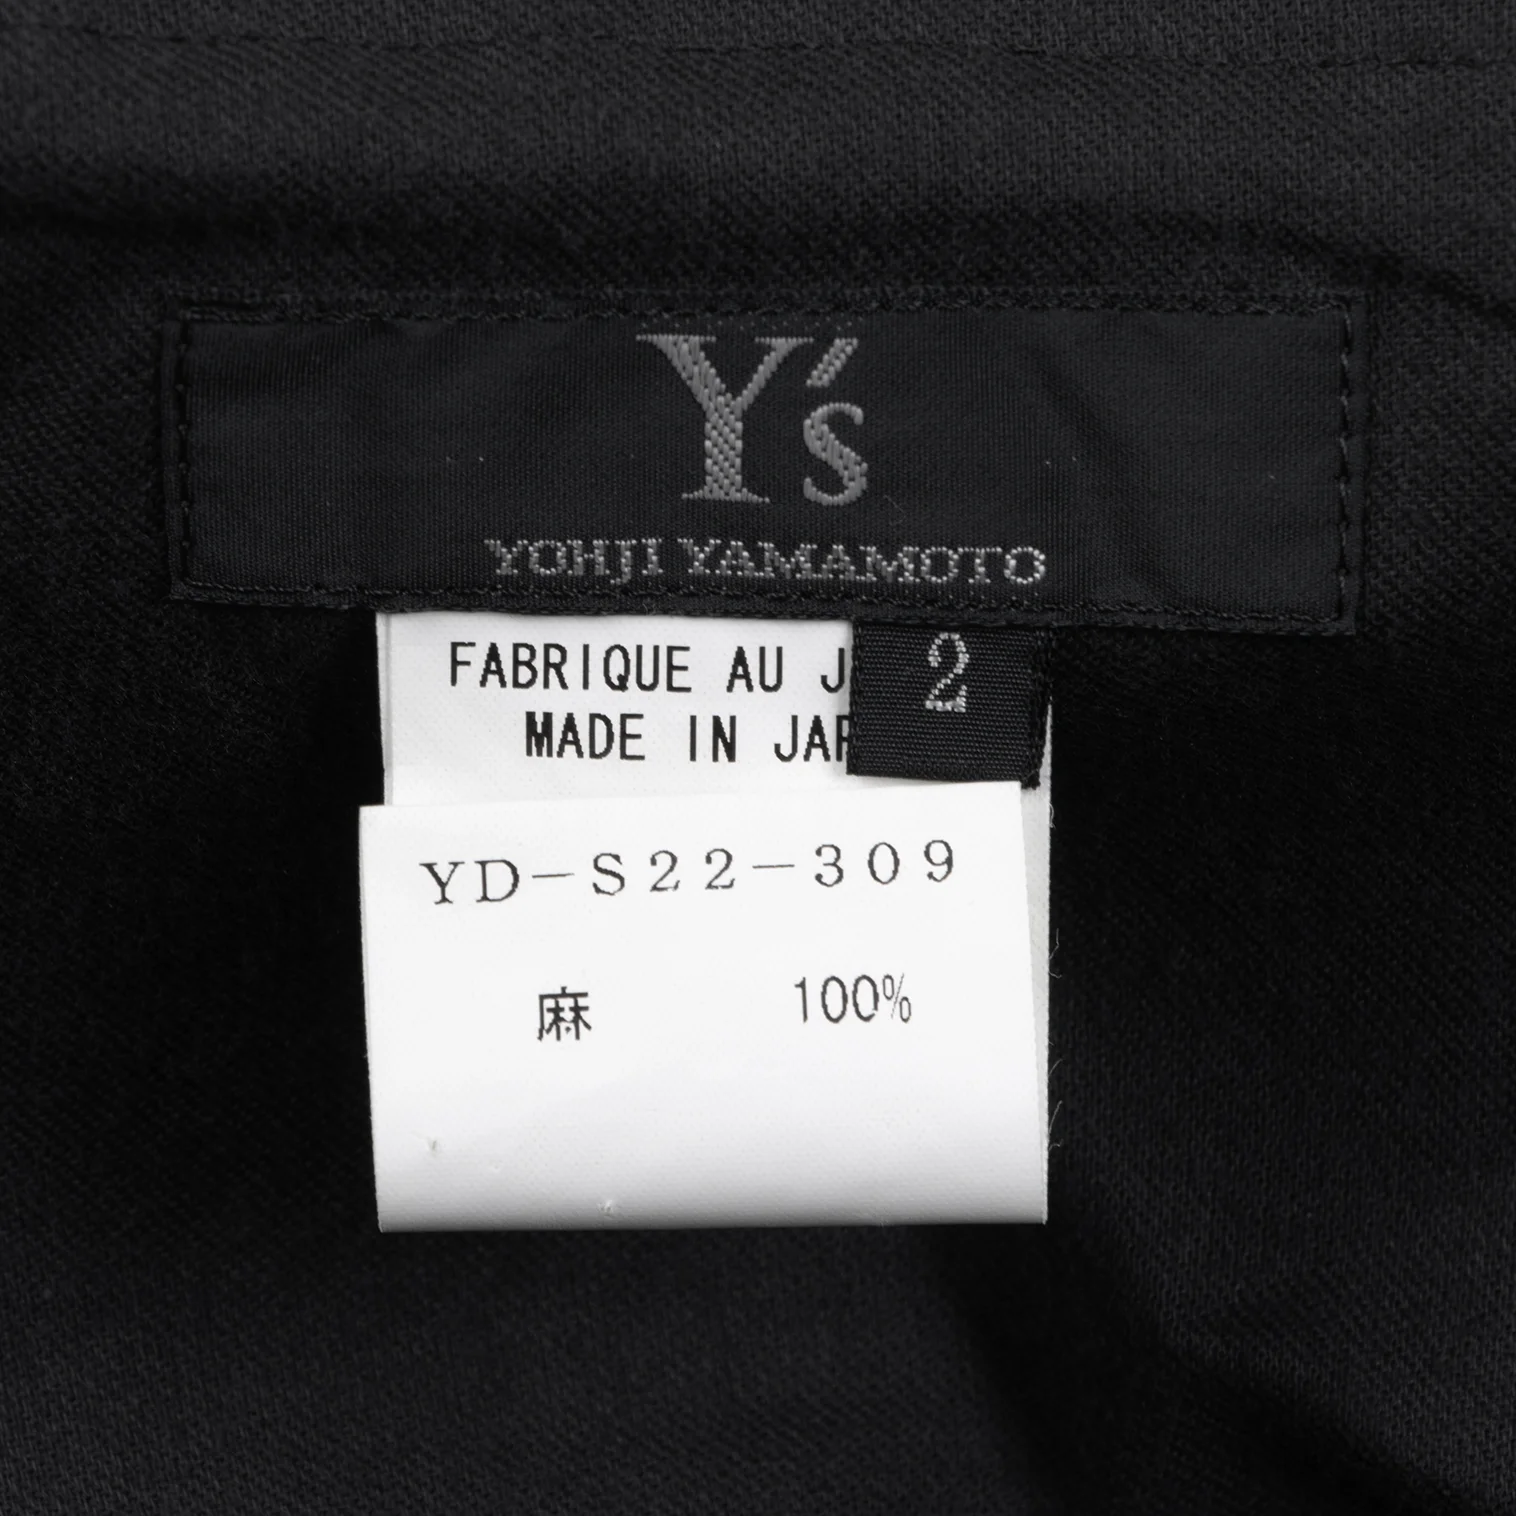 Y's
YOHJI YAMAMOTO
2
FABRIQUE AU J
MADE IN JAP
YD-S22-309
麻 100%